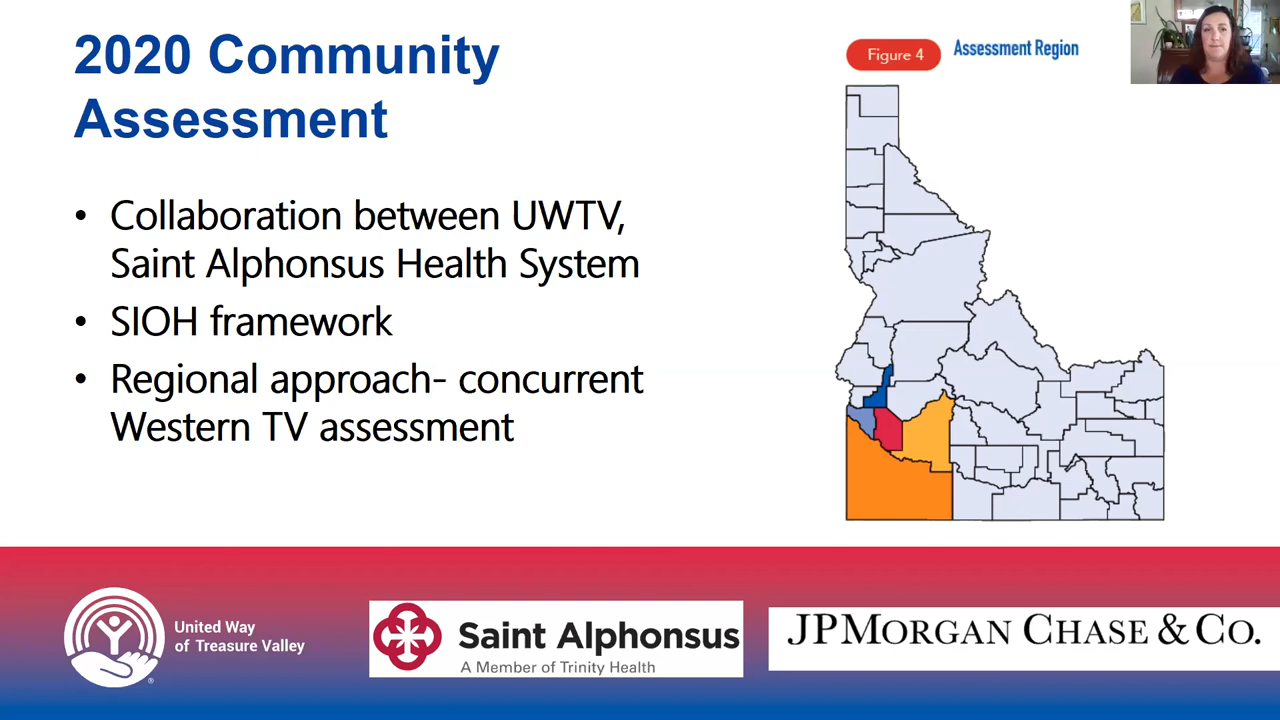 2020 Community
Assessment
• Collaboration between UWTV,
Saint Alphonsus Health System
• SIOH framework
• Regional approach- concurrent
Western TV assessment
Figure 4
Assessment Region
United Way
of Treasure Valley
®
Saint Alphonsus
A Member of Trinity Health
JPMORGAN CHASE & CO.